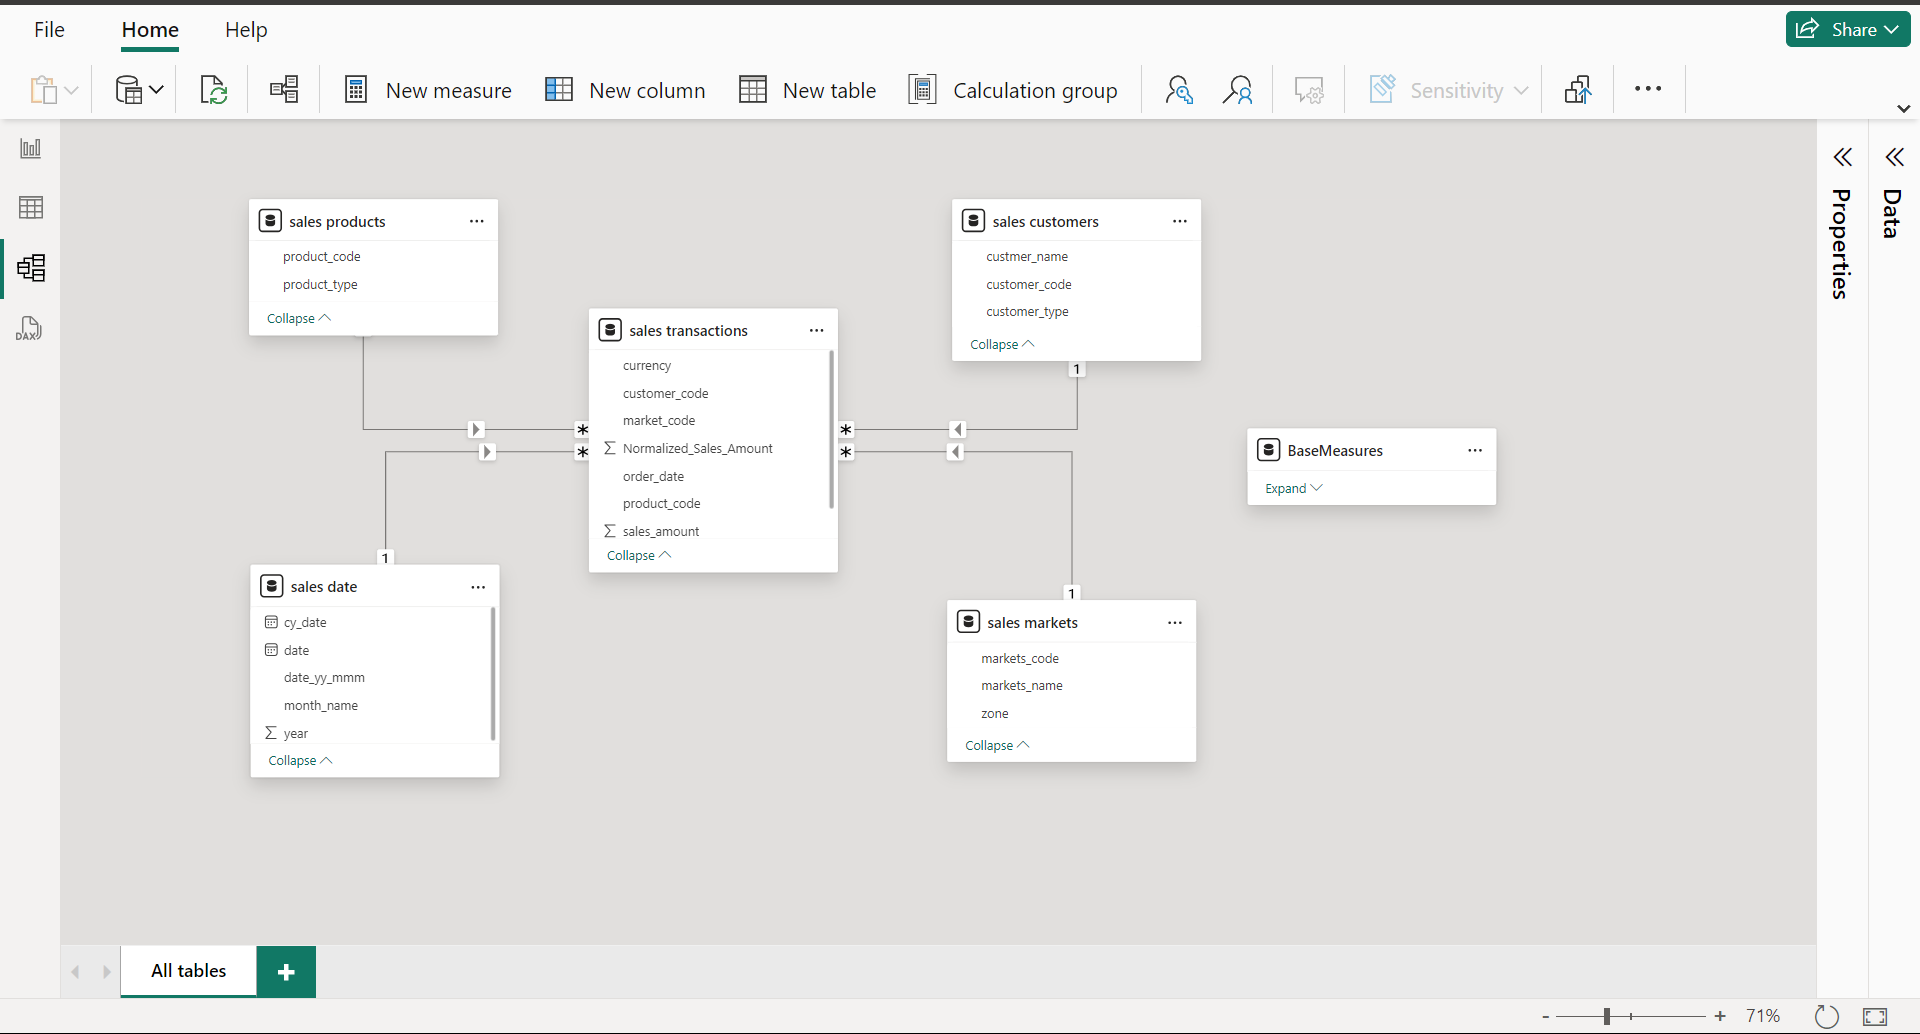 File
Home
Help
Share
New measure
New column
New table
Calculation group
Sensitivity
Properties
Data
DAX
sales products
product_code
product_type
Collapse
sales customers
custmer_name
customer_code
customer_type
Collapse
1
sales transactions
currency
customer_code
market_code
Normalized_Sales_Amount
order_date
product_code
sales_amount
Collapse
*
*
*
*
BaseMeasures
Expand
1
sales date
cy_date
date
date_yy_mmm
month_name
year
Collapse
1
sales markets
markets_code
markets_name
zone
Collapse
All tables
+
- + 71%